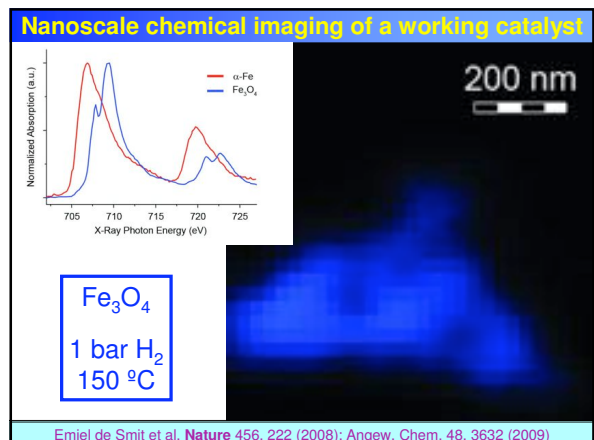 Nanoscale chemical imaging of a working catalyst
α-Fe
Fe₃O₄
Normalized Absorption (a.u.)
705 710 715 720 725
X-Ray Photon Energy (eV)
200 nm
Fe₃O₄
1 bar H₂
150 ºC
Emiel de Smit et al. Nature 456, 222 (2008); Angew. Chem. 48, 3632 (2009)